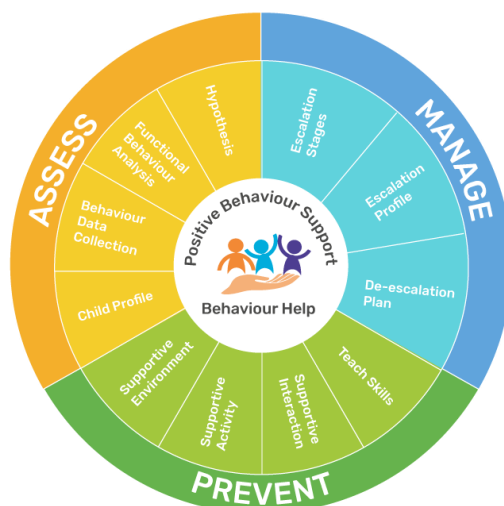 ASSESS
MANAGE
PREVENT
Hypothesis
Functional
Behaviour
Analysis
Behaviour
Data
Collection
Child Profile
Escalation
Stages
Escalation
Profile
De-escalation
Plan
Teach Skills
Supportive
Interaction
Supportive
Activity
Supportive
Environment
Positive Behaviour Support
Behaviour Help